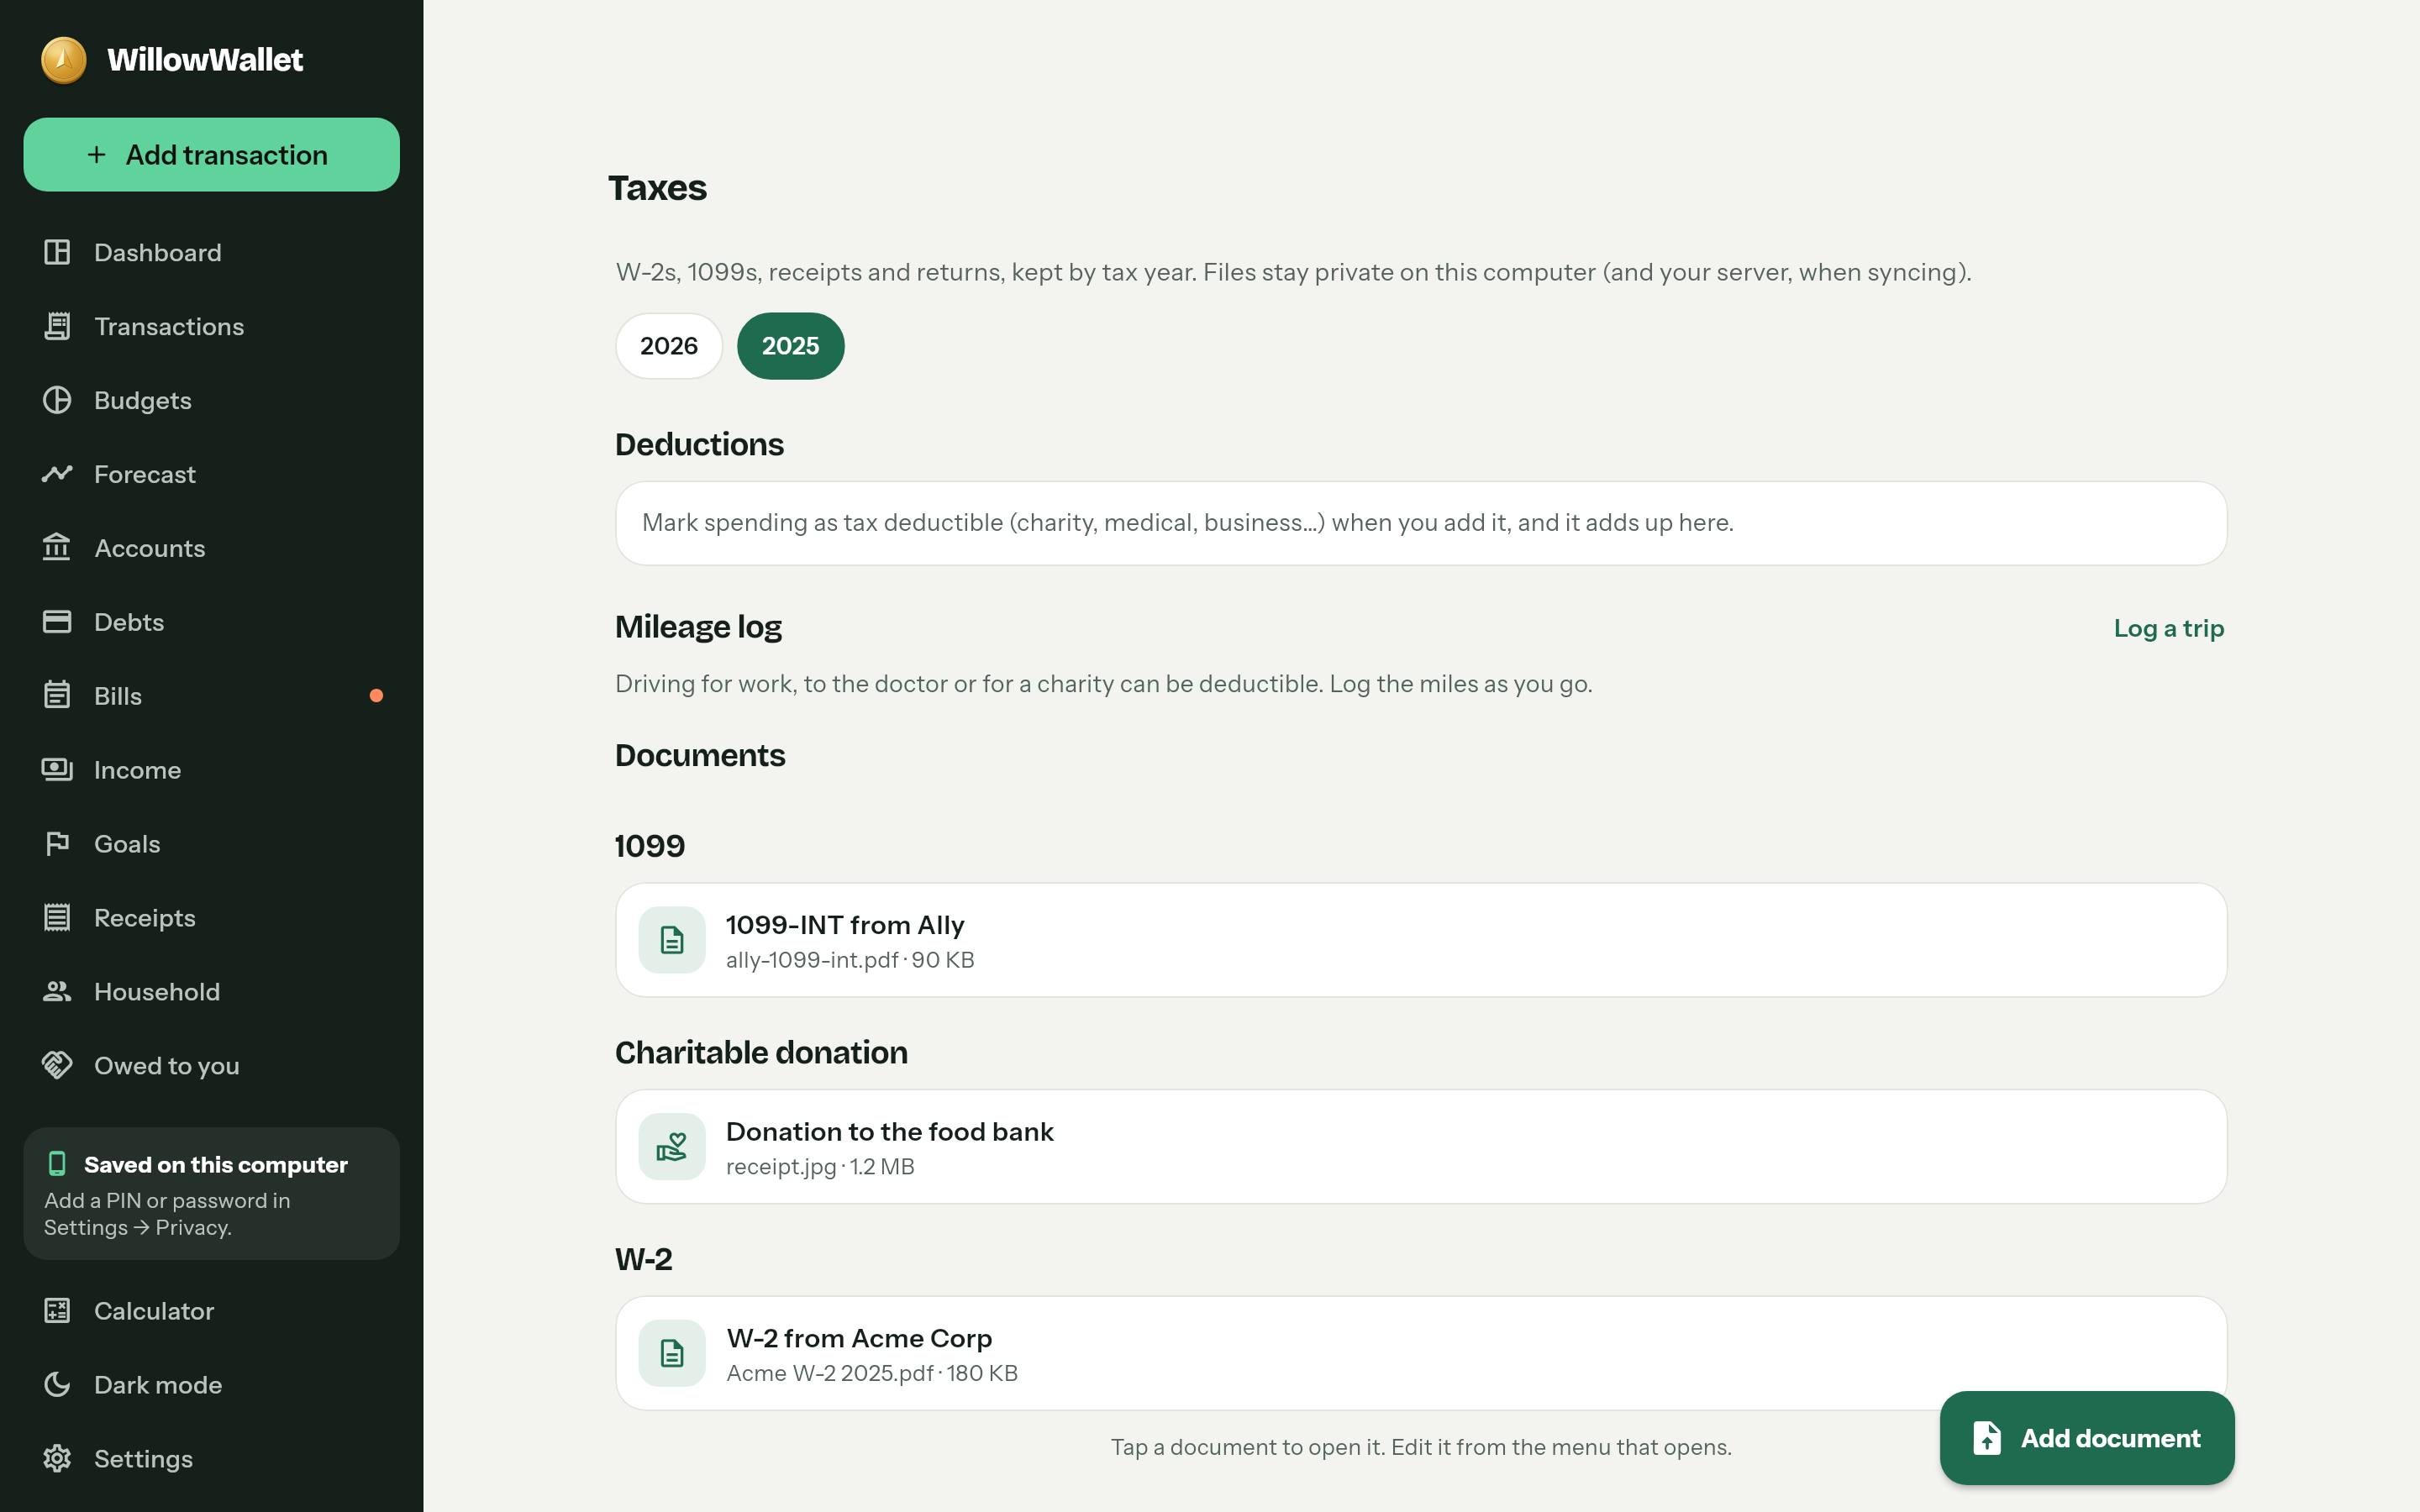 WillowWallet
Add transaction
Dashboard
Transactions
Budgets
Forecast
Accounts
Debts
Bills
Income
Goals
Receipts
Household
Owed to you
Saved on this computer
Add a PIN or password in
Settings → Privacy.
Calculator
Dark mode
Settings
Taxes
W-2s, 1099s, receipts and returns, kept by tax year. Files stay private on this computer (and your server, when syncing).
2026 2025
Deductions
Mark spending as tax deductible (charity, medical, business…) when you add it, and it adds up here.
Mileage log
Log a trip
Driving for work, to the doctor or for a charity can be deductible. Log the miles as you go.
Documents
1099
1099-INT from Ally
ally-1099-int.pdf · 90 KB
Charitable donation
Donation to the food bank
receipt.jpg · 1.2 MB
W-2
W-2 from Acme Corp
Acme W-2 2025.pdf · 180 KB
Tap a document to open it. Edit it from the menu that opens.
Add document